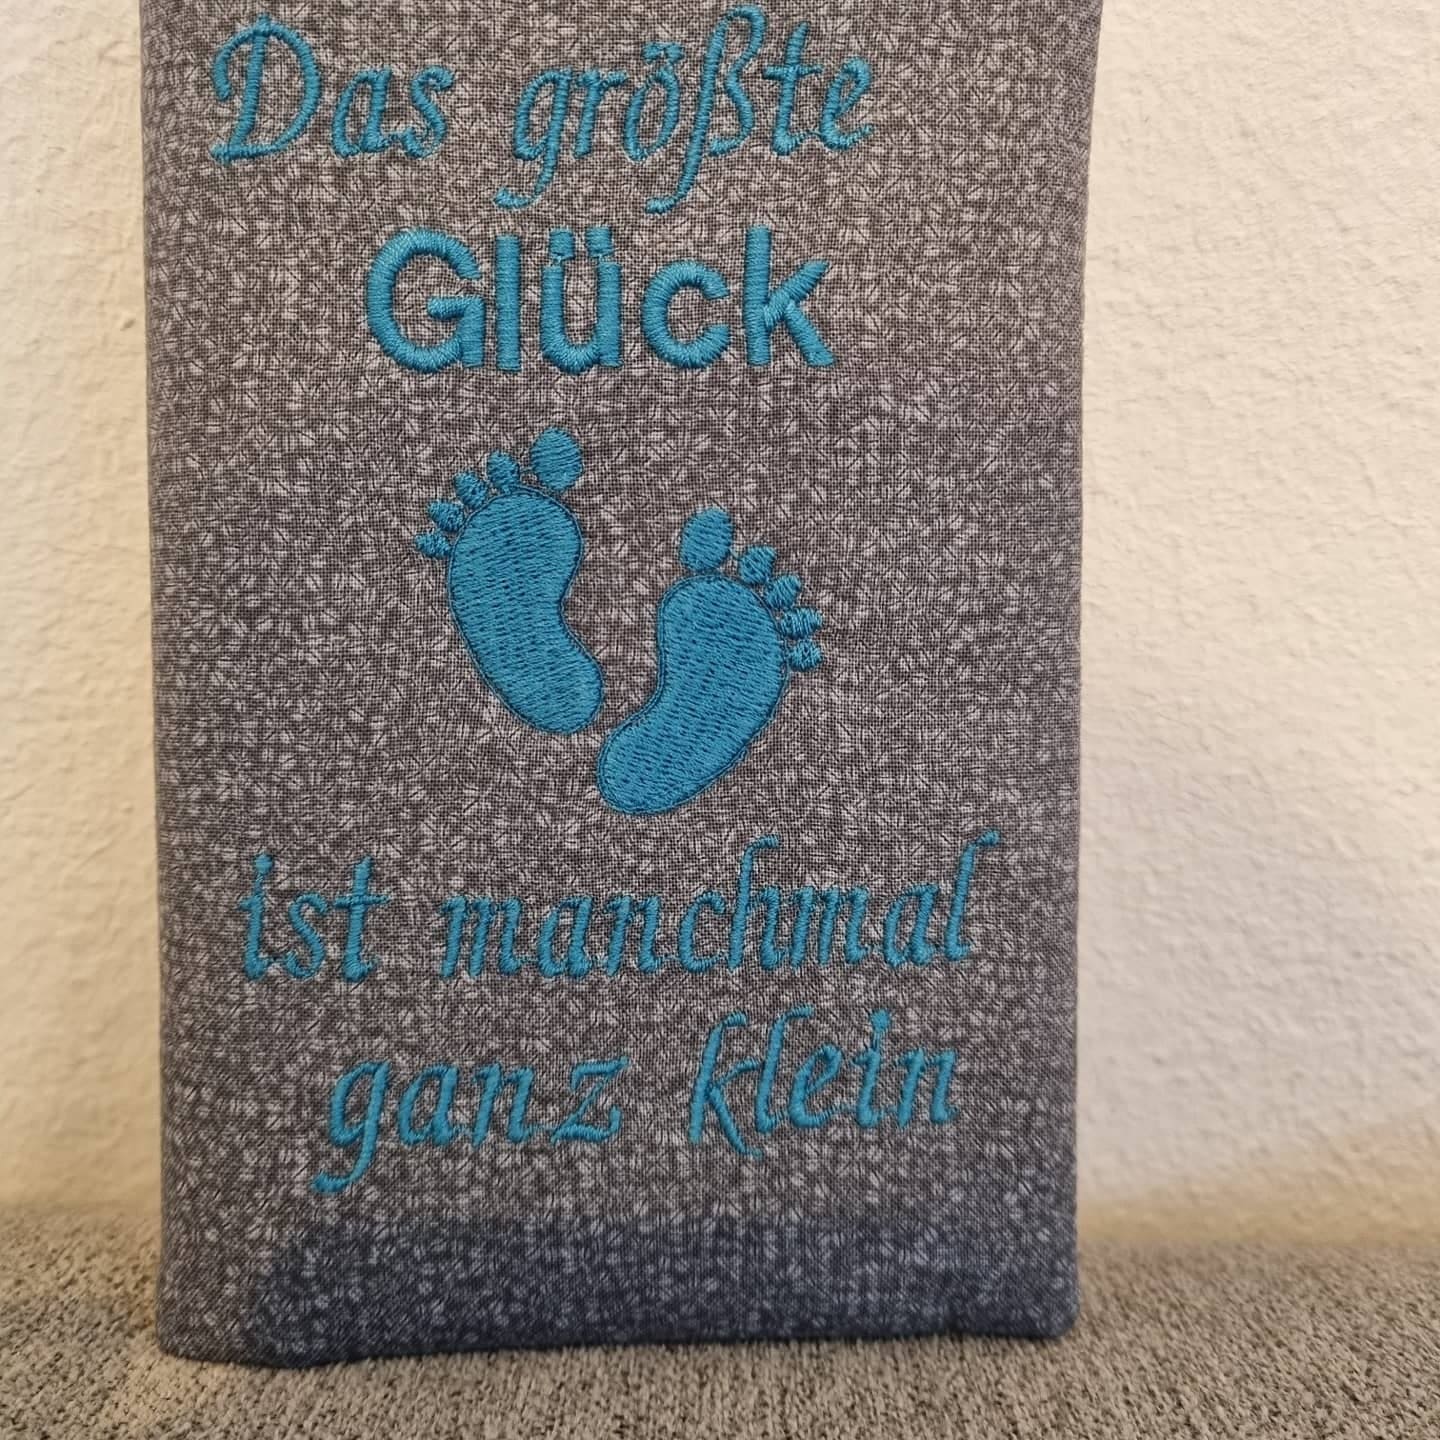 Das größte
Glück
ist manchmal
ganz klein